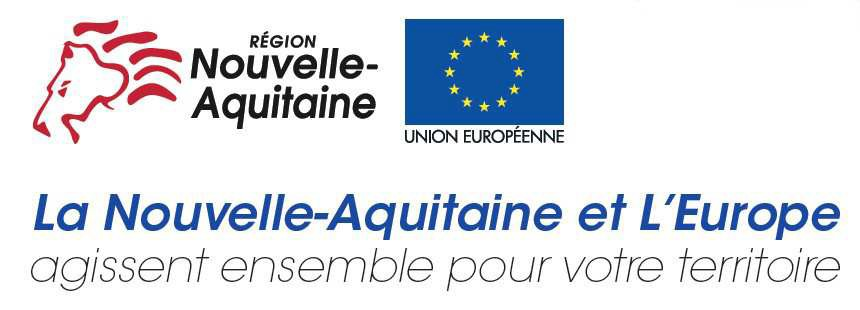 RÉGION
Nouvelle-
Aquitaine
UNION EUROPÉENNE
La Nouvelle-Aquitaine et L'Europe
agissent ensemble pour votre territoire